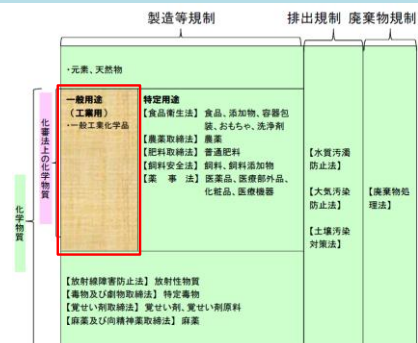 製造等規制
排出規制
廃棄物規制
・元素、天然物
化学物質
化審法上の化学物質
一般用途
（工業用）
・一般工業化学品
特定用途
【食品衛生法】 食品、添加物、容器包
装、おもちゃ、洗浄剤
【農薬取締法】 農薬
【肥料取締法】 普通肥料
【飼料安全法】 飼料、飼料添加物
【薬　事　法】 医薬品、医療部外品、
化粧品、医療機器
【水質汚濁
防止法】
【大気汚染
防止法】
【土壌汚染
対策法】
【廃棄物処
理法】
【放射線障害防止法】 放射性物質
【毒物及び劇物取締法】 特定毒物
【覚せい剤取締法】 覚せい剤、覚せい剤原料
【麻薬及び向精神薬取締法】 麻薬